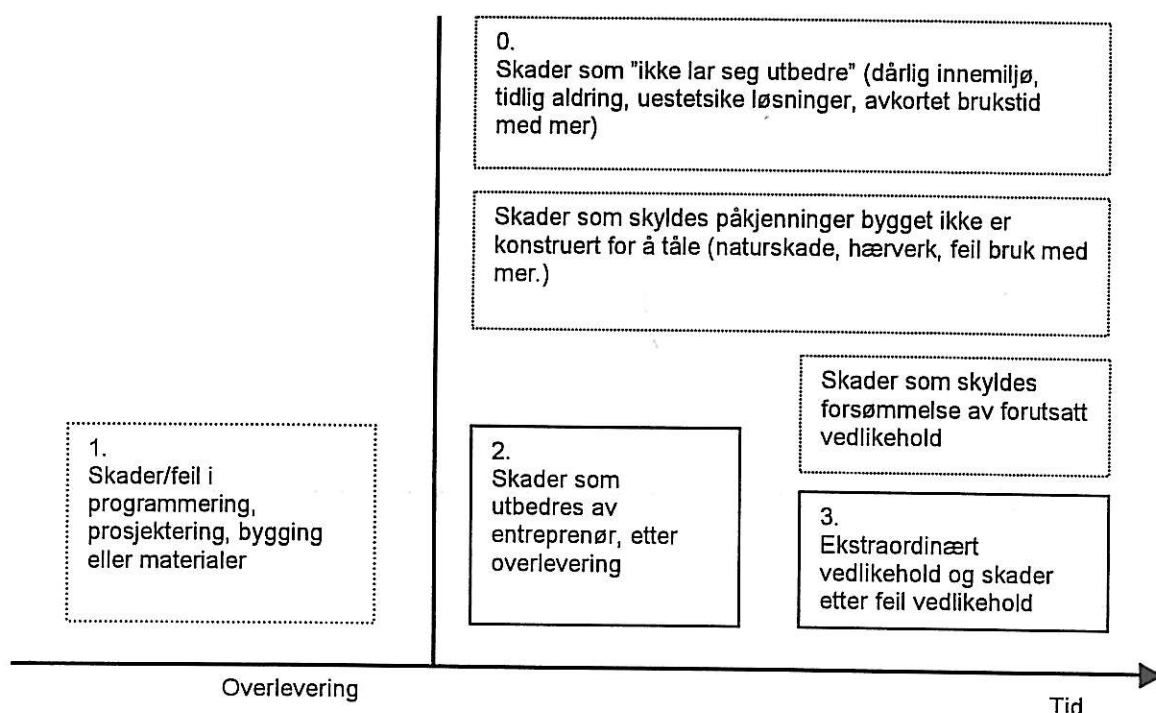 0.
Skader som "ikke lar seg utbedre" (dårlig innemiljø,
tidlig aldring, uestetsike løsninger, avkortet brukstid
med mer)
Skader som skyldes påkjenninger bygget ikke er
konstruert for å tåle (naturskade, hærverk, feil bruk med
mer.)
Skader som skyldes
forsømmelse av forutsatt
vedlikehold
1.
Skader/feil i
programmering,
prosjektering, bygging
eller materialer
2.
Skader som
utbedres av
entreprenør, etter
overlevering
3.
Ekstraordinært
vedlikehold og skader
etter feil vedlikehold
Overlevering
Tid